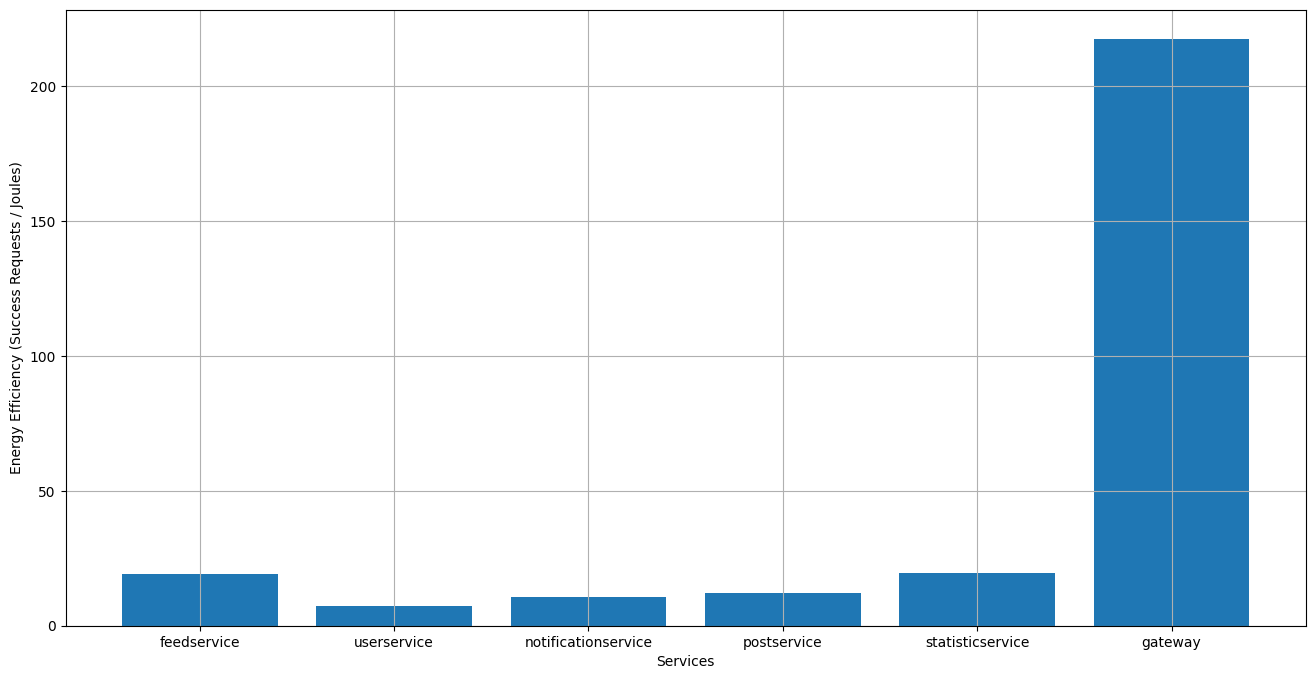 Energy Efficiency (Success Requests / Joules)
200
150
100
50
0
feedservice
userservice
notificationservice
postservice
statisticservice
gateway
Services